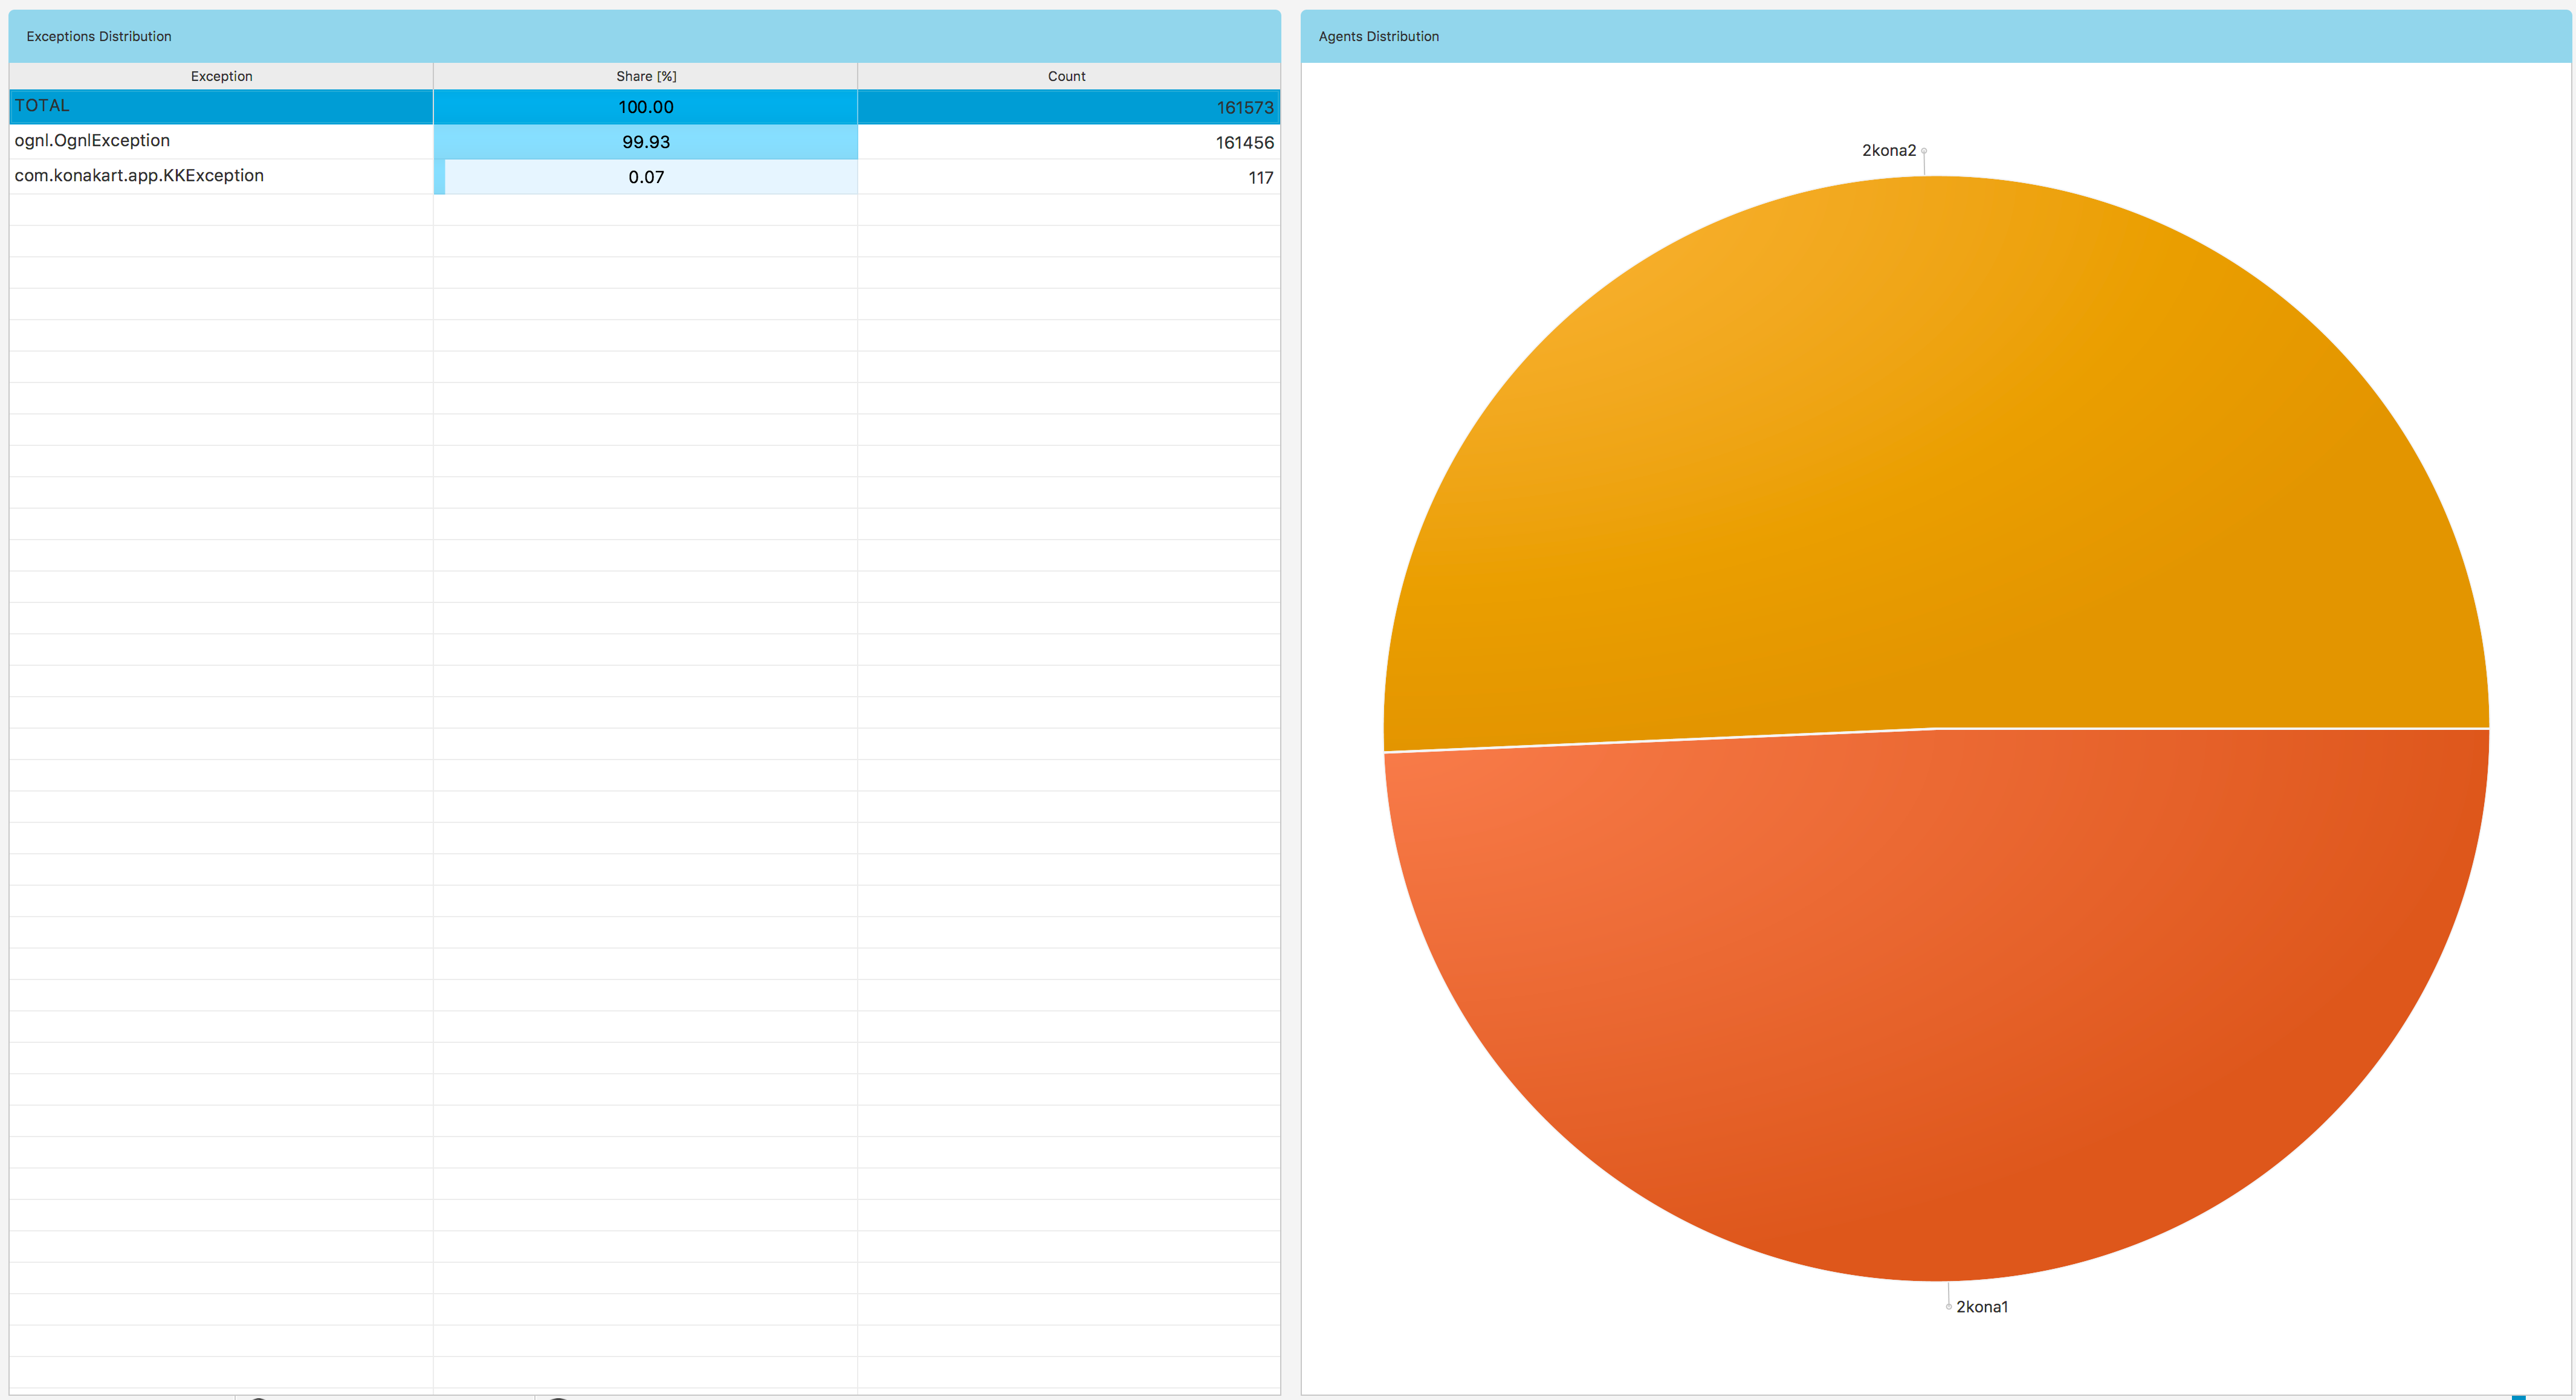 Exceptions Distribution
Exception Share [%] Count
TOTAL 100.00 161573
ognl.OgnlException 99.93 161456
com.konakart.app.KKException 0.07 117
Agents Distribution
2kona2
2kona1